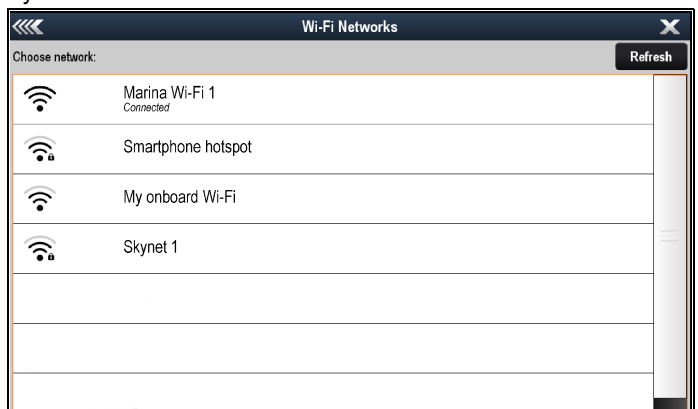 Wi-Fi Networks
Choose network:
Refresh
Marina Wi-Fi 1
Connected
Smartphone hotspot
My onboard Wi-Fi
Skynet 1